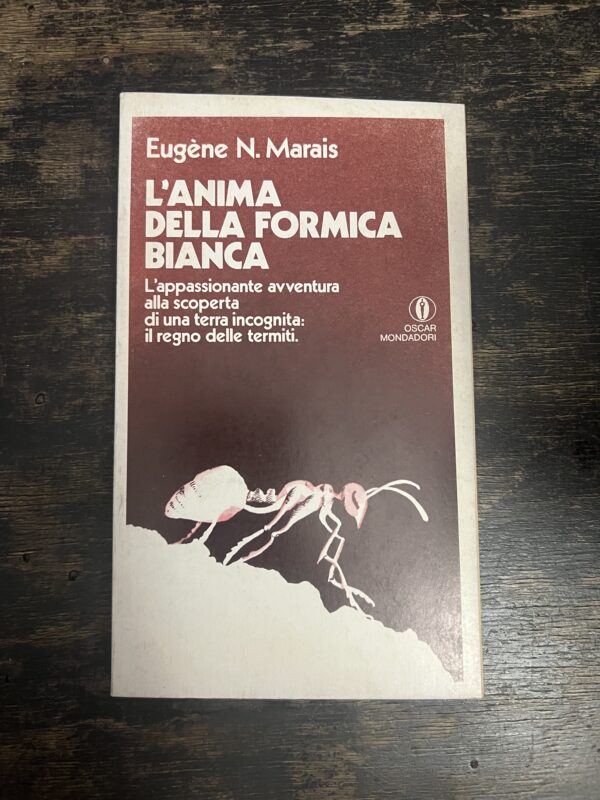 Eugène N. Marais
L'ANIMA
DELLA FORMICA
BIANCA
L'appassionante avventura
alla scoperta
di una terra incognita:
il regno delle termiti.
OSCAR
MONDADORI